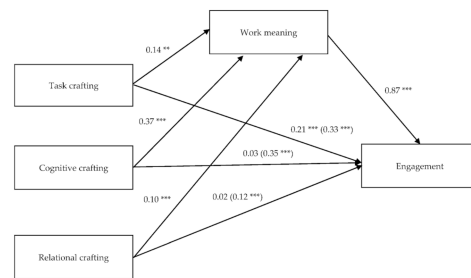 Work meaning
0.14 **
Task crafting
0.87 ***
0.37 ***
0.21 *** (0.33 ***)
Cognitive crafting
0.03 (0.35 ***)
Engagement
0.10 ***
0.02 (0.12 ***)
Relational crafting